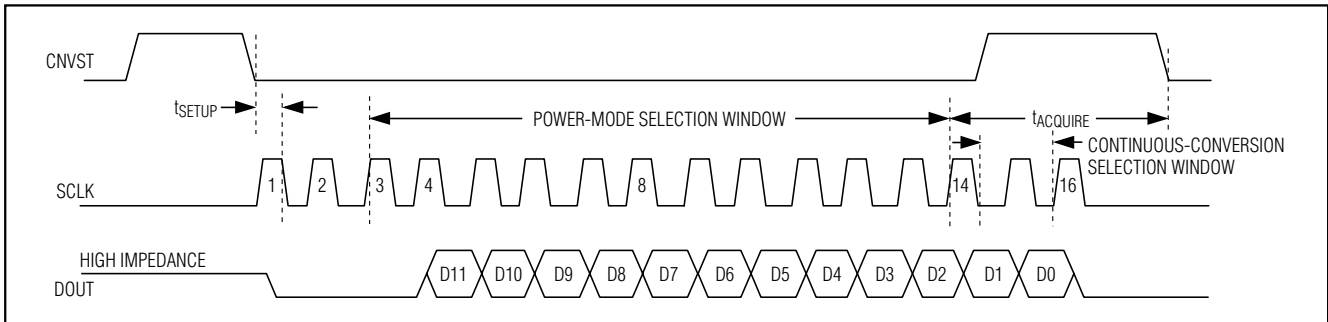 CNVST
tSETUP
POWER-MODE SELECTION WINDOW
tACQUIRE
CONTINUOUS-CONVERSION
SELECTION WINDOW
SCLK
1 2 3 4 8 14 16
HIGH IMPEDANCE
DOUT
D11 D10 D9 D8 D7 D6 D5 D4 D3 D2 D1 D0